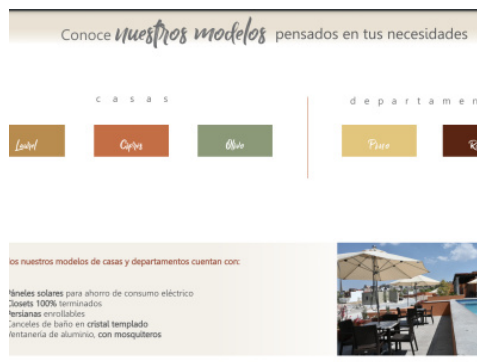 Conoce nuestros modelos pensados en tus necesidades
casas
departamen
Laurel
Ciprés
Olivo
los nuestros modelos de casas y departamentos cuentan con:
Páneles solares para ahorro de consumo eléctrico
Closets 100% terminados
Persianas enrollables
Canceles de baño en cristal templado
Ventanería de aluminio, con mosquiteros